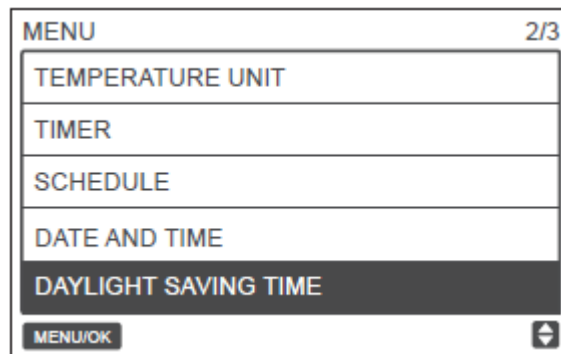 MENU 2/3
TEMPERATURE UNIT
TIMER
SCHEDULE
DATE AND TIME
DAYLIGHT SAVING TIME
MENU/OK